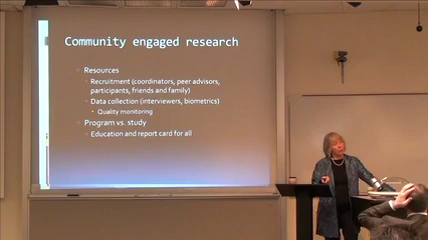 Community engaged research
Resources
Recruitment (coordinators, peer advisors,
participants, friends and family)
Data collection (interviewers, biometrics)
Quality monitoring
Program vs. study
Education and report card for all